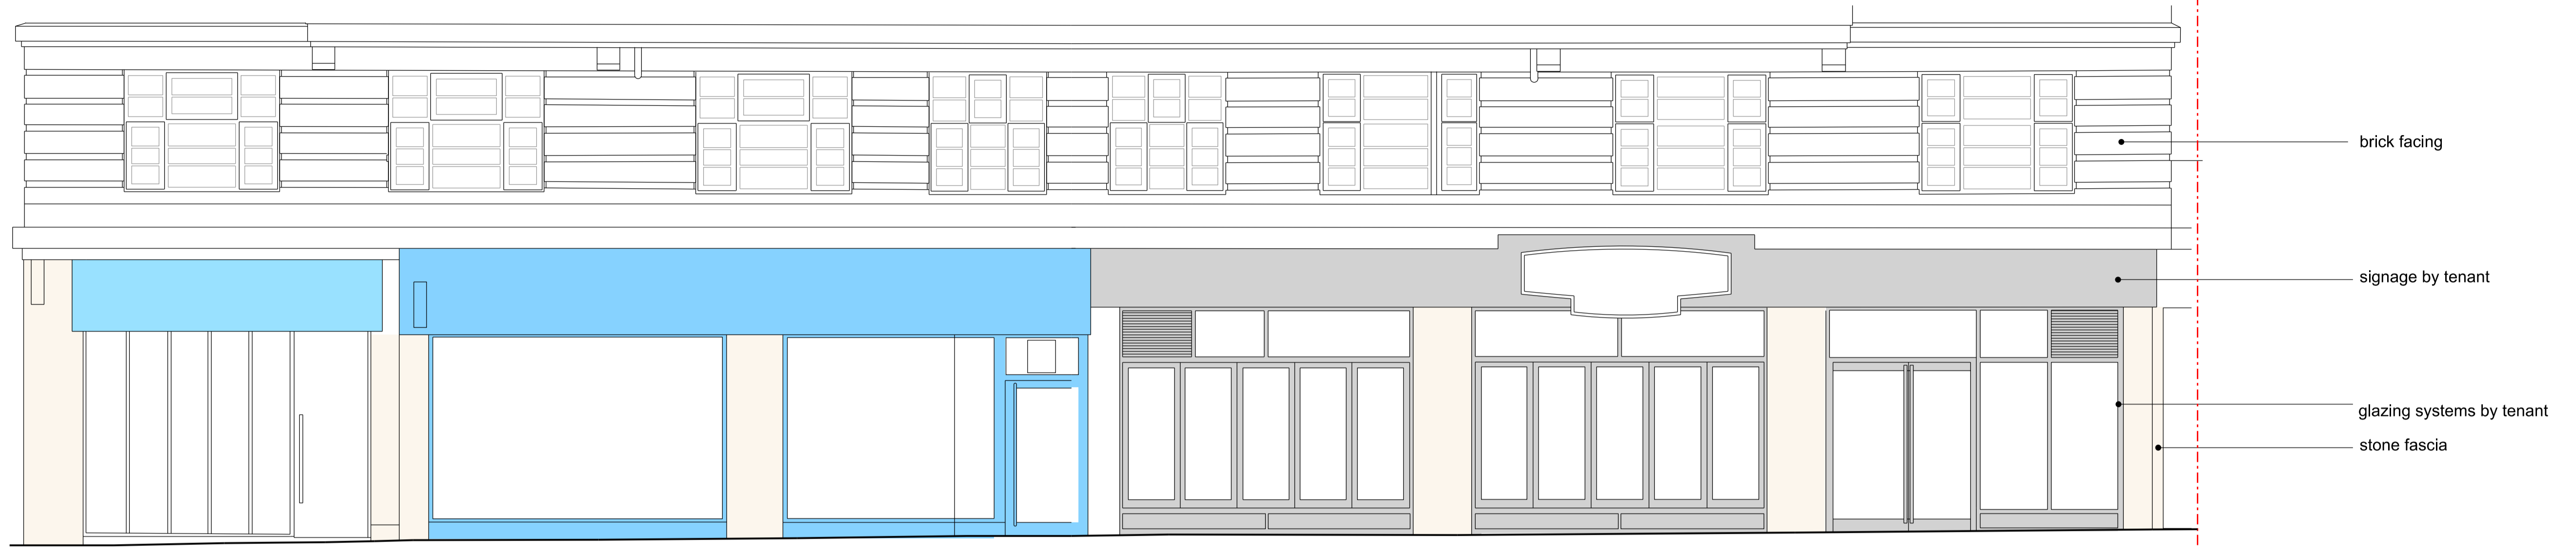 brick facing
signage by tenant
glazing systems by tenant
stone fascia